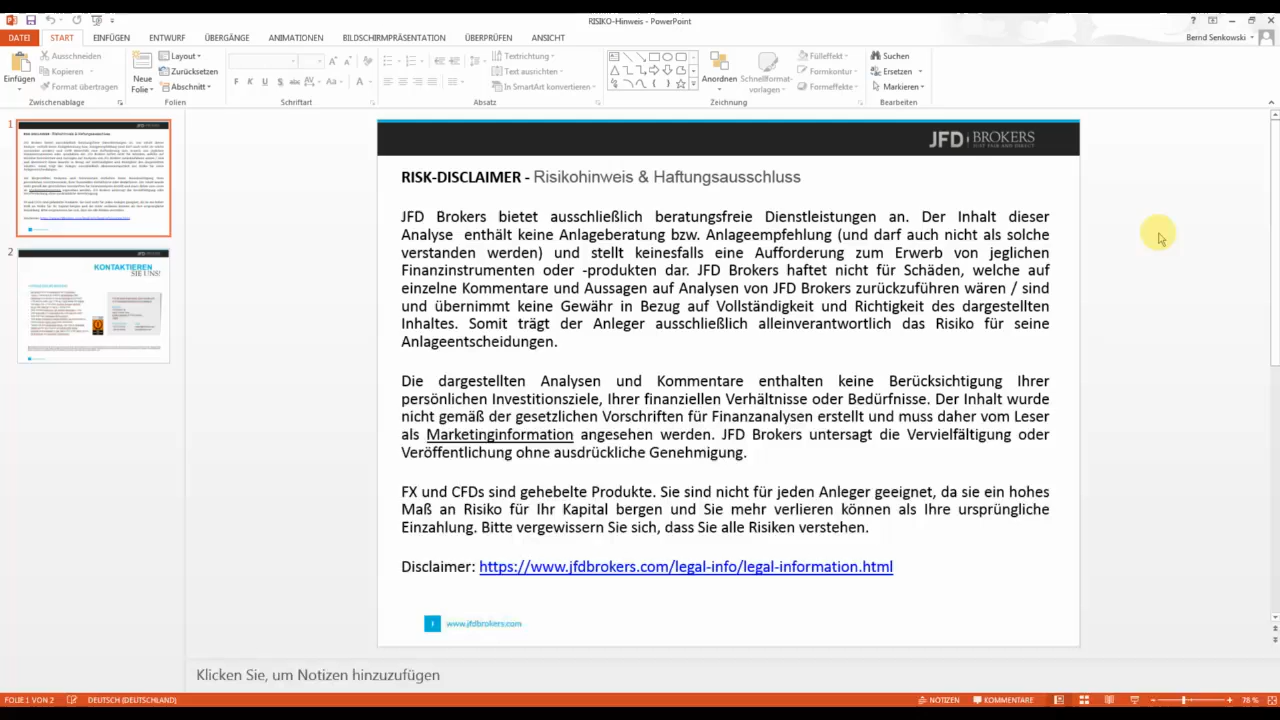 RISIKO-Hinweis - PowerPoint
DATEI START EINFÜGEN ENTWURF ÜBERGÄNGE ANIMATIONEN BILDSCHIRMPRÄSENTATION ÜBERPRÜFEN ANSICHT Bernd Senkowski
Einfügen
Ausschneiden
Kopieren
Format übertragen
Zwischenablage
Neue Folie
Layout
Zurücksetzen
Abschnitt
Folien
F K U S
Schriftart
Textrichtung
Text ausrichten
In SmartArt konvertieren
Absatz
Anordnen
Schnellformat-vorlagen
Fülleffekt
Formkontur
Formeffekte
Zeichnung
Suchen
Ersetzen
Markieren
Bearbeiten
1
2
KONTAKTIEREN
SIE UNS!
JFD BROKERS
JUST FAIR AND DIRECT
RISK-DISCLAIMER - Risikohinweis & Haftungsausschluss
JFD Brokers bietet ausschließlich beratungsfreie Dienstleistungen an. Der Inhalt dieser
Analyse enthält keine Anlageberatung bzw. Anlageempfehlung (und darf auch nicht als solche
verstanden werden) und stellt keinesfalls eine Aufforderung zum Erwerb von jeglichen
Finanzinstrumenten oder -produkten dar. JFD Brokers haftet nicht für Schäden, welche auf
einzelne Kommentare und Aussagen auf Analysen von JFD Brokers zurückzuführen wären / sind
und übernimmt keine Gewähr in Bezug auf Vollständigkeit und Richtigkeit des dargestellten
Inhaltes. Somit trägt der Anleger ausschließlich alleinverantwortlich das Risiko für seine
Anlageentscheidungen.
Die dargestellten Analysen und Kommentare enthalten keine Berücksichtigung Ihrer
persönlichen Investitionsziele, Ihrer finanziellen Verhältnisse oder Bedürfnisse. Der Inhalt wurde
nicht gemäß der gesetzlichen Vorschriften für Finanzanalysen erstellt und muss daher vom Leser
als Marketinginformation angesehen werden. JFD Brokers untersagt die Vervielfältigung oder
Veröffentlichung ohne ausdrückliche Genehmigung.
FX und CFDs sind gehebelte Produkte. Sie sind nicht für jeden Anleger geeignet, da sie ein hohes
Maß an Risiko für Ihr Kapital bergen und Sie mehr verlieren können als Ihre ursprüngliche
Einzahlung. Bitte vergewissern Sie sich, dass Sie alle Risiken verstehen.
Disclaimer: https://www.jfdbrokers.com/legal-info/legal-information.html
1 www.jfdbrokers.com
Klicken Sie, um Notizen hinzuzufügen
FOLIE 1 VON 2 DEUTSCH (DEUTSCHLAND) NOTIZEN KOMMENTARE 78 %